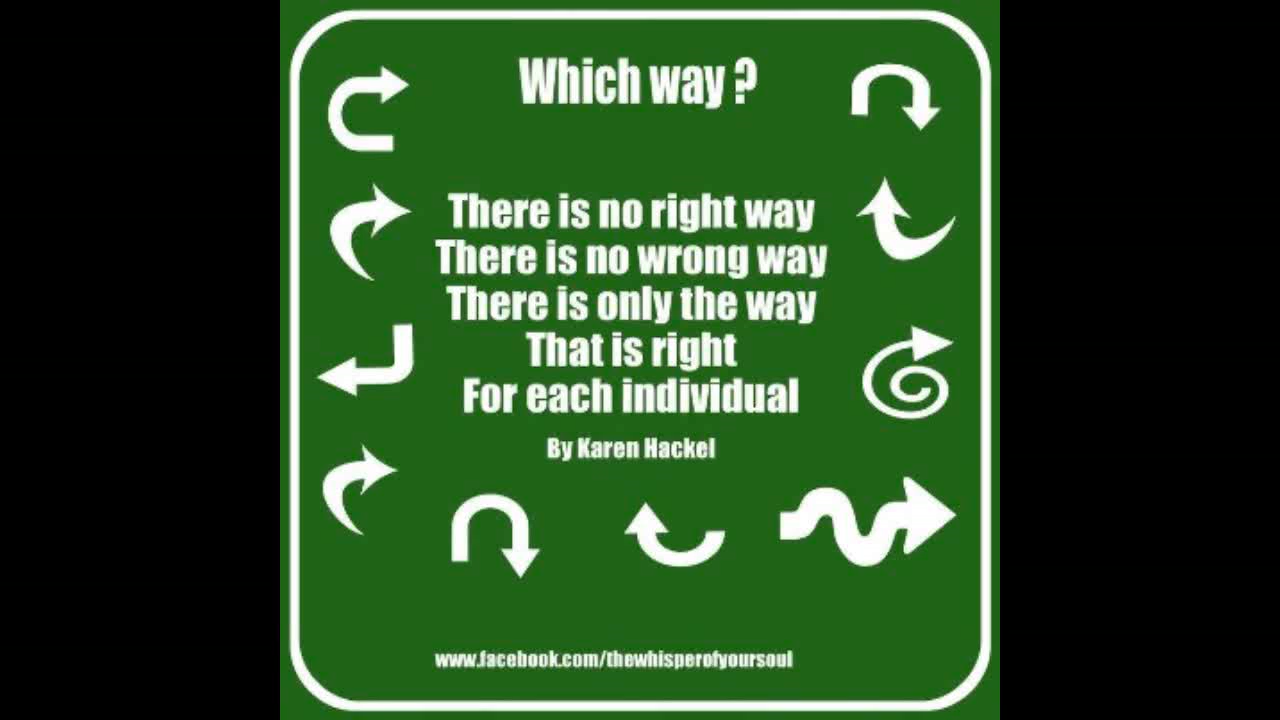 Which way ?
There is no right way
There is no wrong way
There is only the way
That is right
For each individual
By Karen Hackel
www.facebook.com/thewhisperofyoursoul